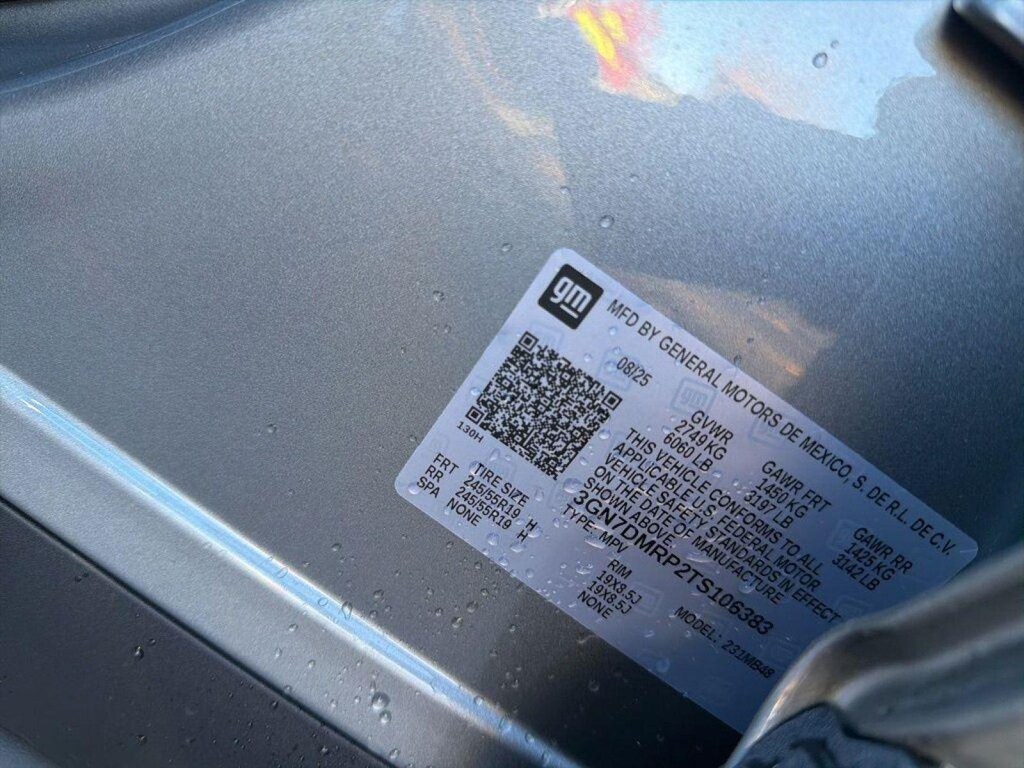 gm
MFD BY GENERAL MOTORS DE MEXICO, S. DE R.L. DE C.V.
08/25
GVWR
2749 KG
6060 LB
GAWR FRT
1450 KG
3197 LB
GAWR RR
1425 KG
3142 LB
THIS VEHICLE CONFORMS TO ALL
APPLICABLE U.S. FEDERAL MOTOR
VEHICLE SAFETY STANDARDS IN EFFECT
ON THE DATE OF MANUFACTURE
SHOWN ABOVE.
3GN7DMRP2TS106383
TYPE: MPV
MODEL: 231MB48
130H
TIRE SIZE
RIM
FRT 245/55R19 H 19X8.5J
RR 245/55R19 H 19X8.5J
SPA NONE NONE